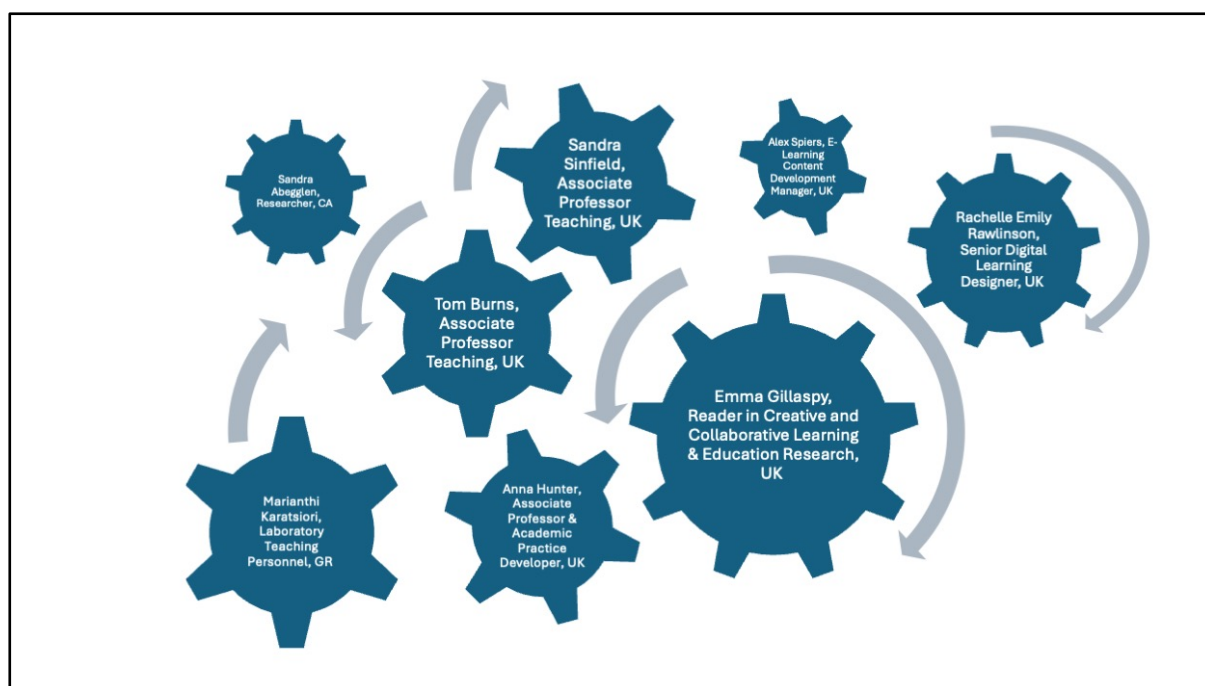 Sandra
Abegglen,
Researcher, CA
Sandra
Sinfield,
Associate
Professor
Teaching, UK
Alex Spiers, E-
Learning
Content
Development
Manager, UK
Rachelle Emily
Rawlinson,
Senior Digital
Learning
Designer, UK
Tom Burns,
Associate
Professor
Teaching, UK
Emma Gillaspy,
Reader in Creative and
Collaborative Learning
& Education Research,
UK
Marianthi
Karatsiori,
Laboratory
Teaching
Personnel, GR
Anna Hunter,
Associate
Professor &
Academic
Practice
Developer, UK